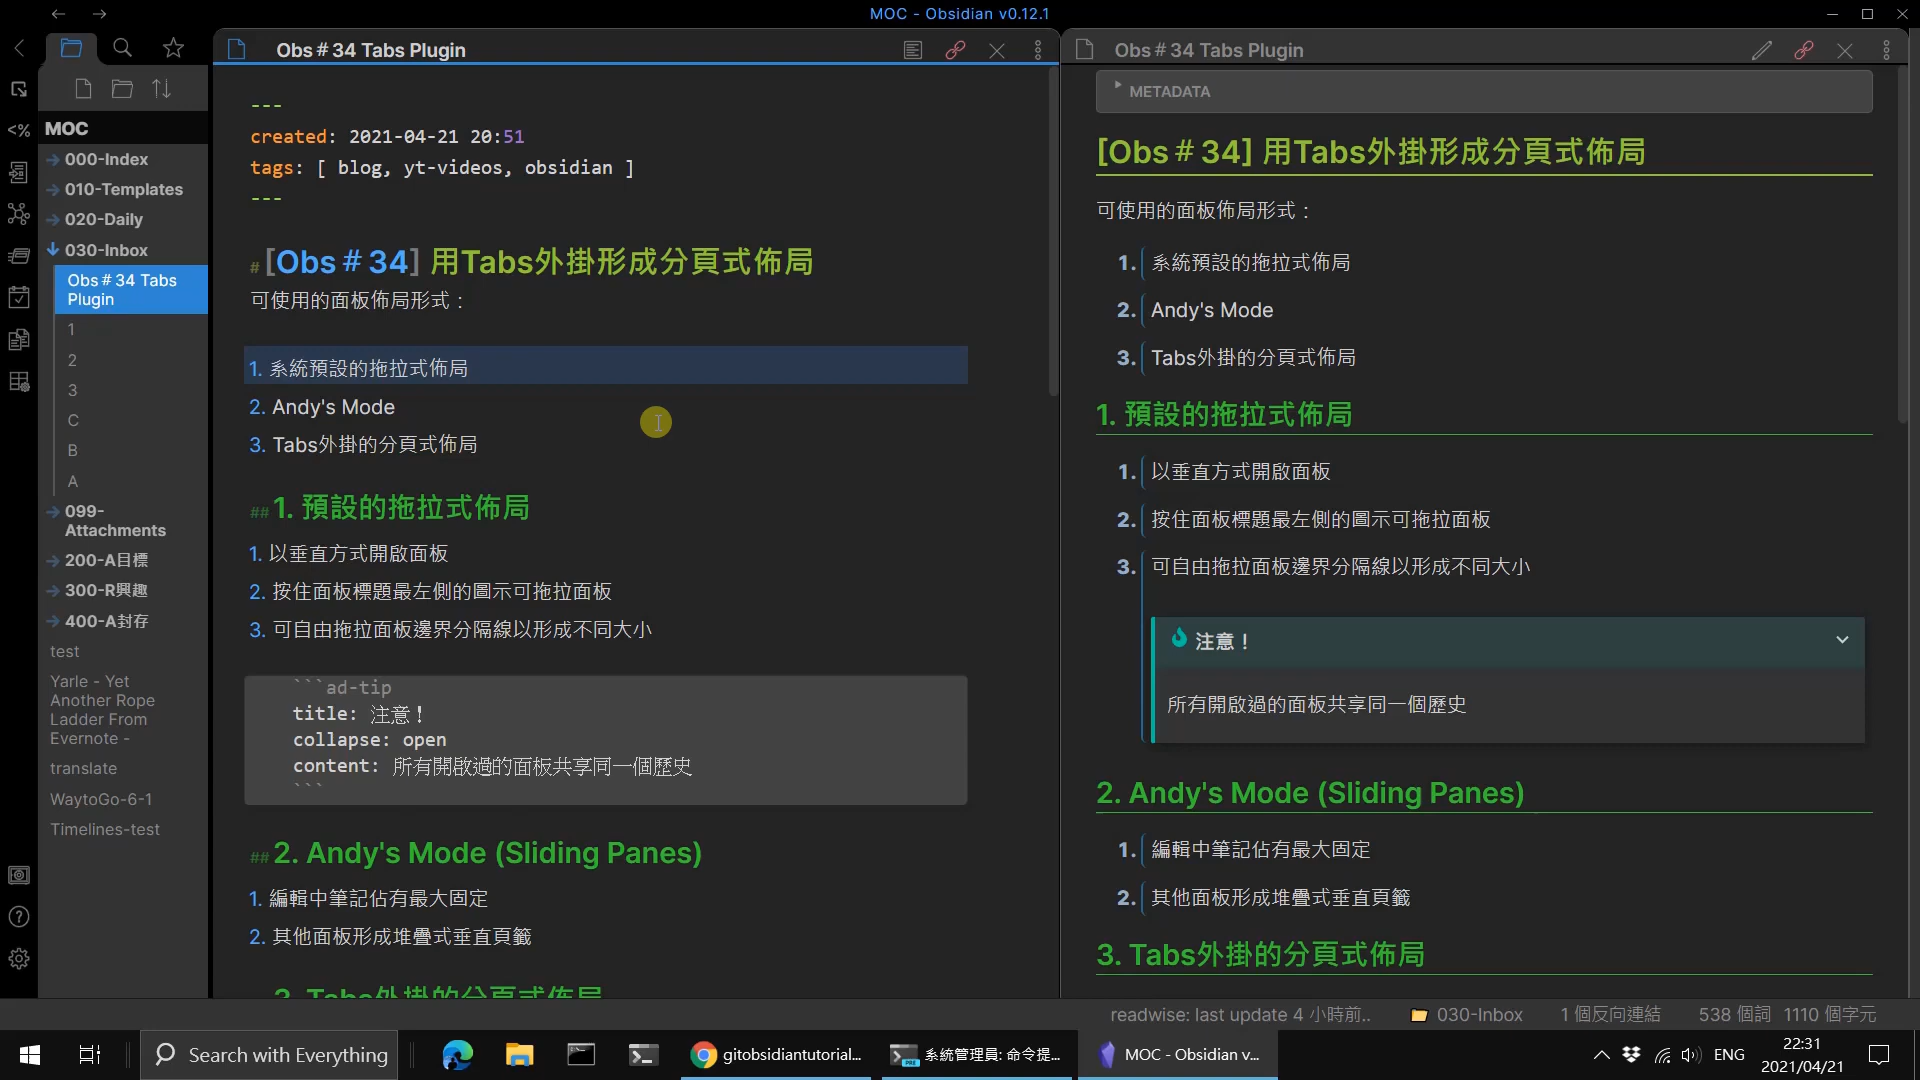 MOC - Obsidian v0.12.1
MOC
000-Index
010-Templates
020-Daily
030-Inbox
Obs＃34 Tabs
Plugin
1
2
3
C
B
A
099-
Attachments
200-A目標
300-R興趣
400-A封存
test
Yarle - Yet
Another Rope
Ladder From
Evernote -
translate
WaytoGo-6-1
Timelines-test
Obs＃34 Tabs Plugin
---
created: 2021-04-21 20:51
tags: [ blog, yt-videos, obsidian ]
---
# [Obs＃34] 用Tabs外掛形成分頁式佈局
可使用的面板佈局形式：
1. 系統預設的拖拉式佈局
2. Andy's Mode
3. Tabs外掛的分頁式佈局
## 1. 預設的拖拉式佈局
1. 以垂直方式開啟面板
2. 按住面板標題最左側的圖示可拖拉面板
3. 可自由拖拉面板邊界分隔線以形成不同大小
```ad-tip
title: 注意！
collapse: open
content: 所有開啟過的面板共享同一個歷史
```
## 2. Andy's Mode (Sliding Panes)
1. 編輯中筆記佔有最大固定
2. 其他面板形成堆疊式垂直頁籤
3. Tabs外掛的分頁式佈局
Obs＃34 Tabs Plugin
METADATA
[Obs＃34] 用Tabs外掛形成分頁式佈局
可使用的面板佈局形式：
1. 系統預設的拖拉式佈局
2. Andy's Mode
3. Tabs外掛的分頁式佈局
1. 預設的拖拉式佈局
1. 以垂直方式開啟面板
2. 按住面板標題最左側的圖示可拖拉面板
3. 可自由拖拉面板邊界分隔線以形成不同大小
注意！
所有開啟過的面板共享同一個歷史
2. Andy's Mode (Sliding Panes)
1. 編輯中筆記佔有最大固定
2. 其他面板形成堆疊式垂直頁籤
3. Tabs外掛的分頁式佈局
readwise: last update 4 小時前.. 030-Inbox 1 個反向連結 538 個詞 1110 個字元
Search with Everything
gitobsidiantutorial...
系統管理員: 命令提...
MOC - Obsidian v...
ENG
22:31
2021/04/21